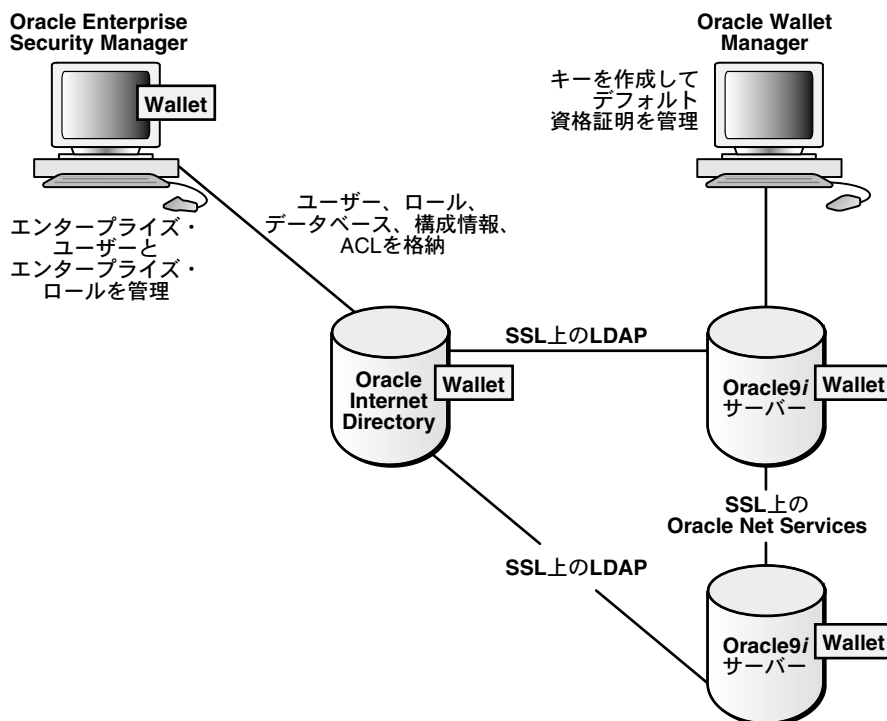 Oracle Enterprise
Security Manager
Wallet
エンタープライズ・
ユーザーと
エンタープライズ・
ロールを管理
Oracle Wallet
Manager
キーを作成して
デフォルト
資格証明を管理
ユーザー、ロール、
データベース、構成情報、
ACLを格納
SSL上のLDAP
Oracle
Internet
Directory
Wallet
Oracle9i
サーバー
Wallet
SSL上の
Oracle Net Services
SSL上のLDAP
Oracle9i
サーバー
Wallet